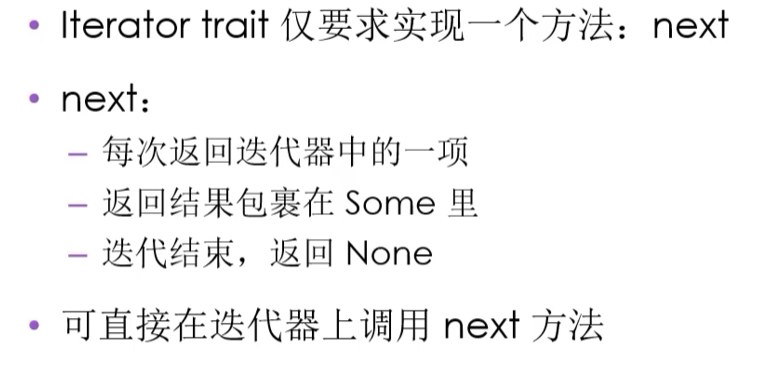 • Iterator trait 仅要求实现一个方法：next
• next：
– 每次返回迭代器中的一项
– 返回结果包裹在 Some 里
– 迭代结束，返回 None
• 可直接在迭代器上调用 next 方法